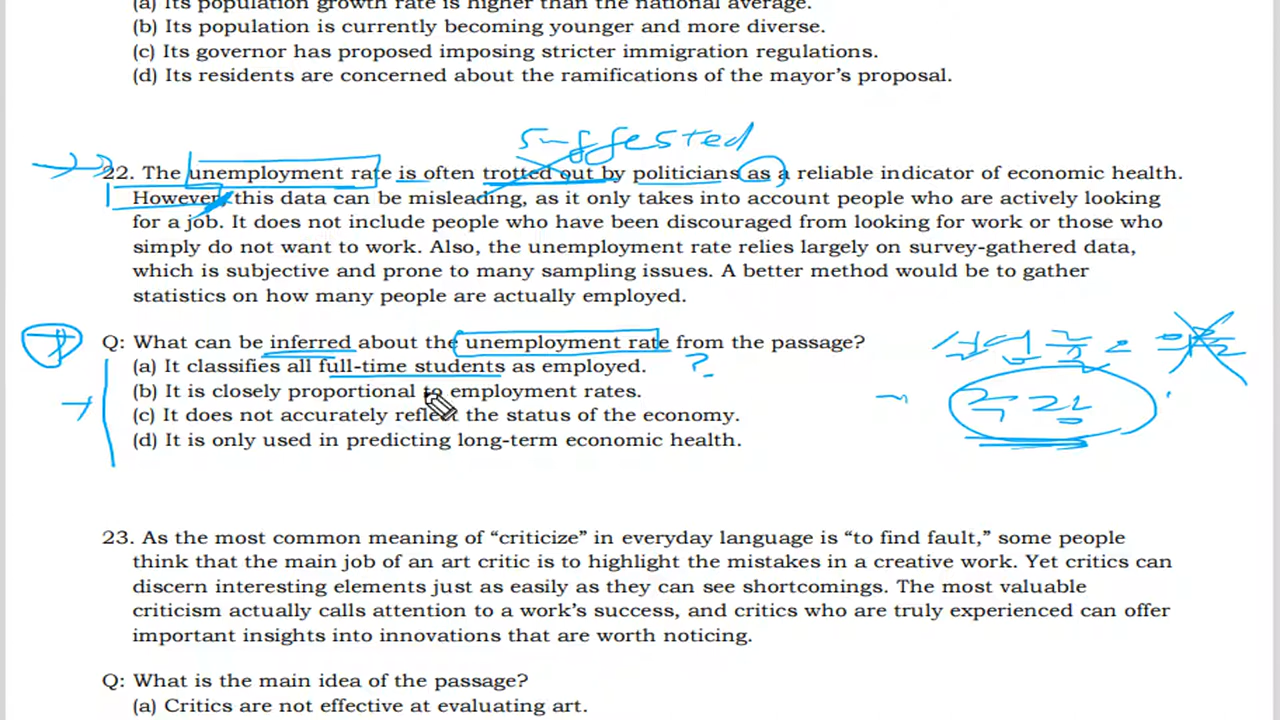 (a) Its population growth rate is higher than the national average.
(b) Its population is currently becoming younger and more diverse.
(c) Its governor has proposed imposing stricter immigration regulations.
(d) Its residents are concerned about the ramifications of the mayor's proposal.
suggested
22. The unemployment rate is often trotted out by politicians as a reliable indicator of economic health.
However, this data can be misleading, as it only takes into account people who are actively looking
for a job. It does not include people who have been discouraged from looking for work or those who
simply do not want to work. Also, the unemployment rate relies largely on survey-gathered data,
which is subjective and prone to many sampling issues. A better method would be to gather
statistics on how many people are actually employed.
Q: What can be inferred about the unemployment rate from the passage?
(a) It classifies all full-time students as employed. ?
(b) It is closely proportional to employment rates.
(c) It does not accurately reflect the status of the economy.
(d) It is only used in predicting long-term economic health.
23. As the most common meaning of “criticize” in everyday language is “to find fault,” some people
think that the main job of an art critic is to highlight the mistakes in a creative work. Yet critics can
discern interesting elements just as easily as they can see shortcomings. The most valuable
criticism actually calls attention to a work's success, and critics who are truly experienced can offer
important insights into innovations that are worth noticing.
Q: What is the main idea of the passage?
(a) Critics are not effective at evaluating art.